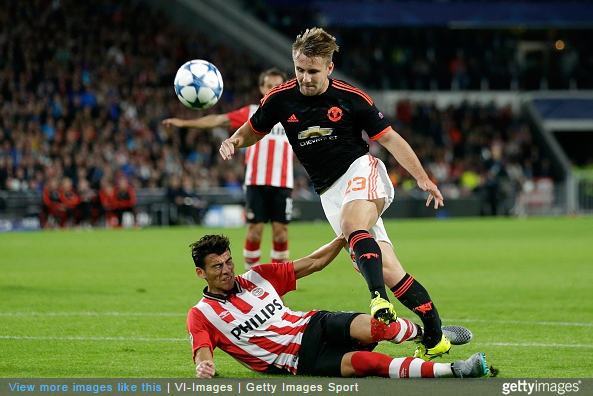 CHEVROLET
23
PHILIPS
View more images like this | VI-Images | Getty Images Sport
gettyimages